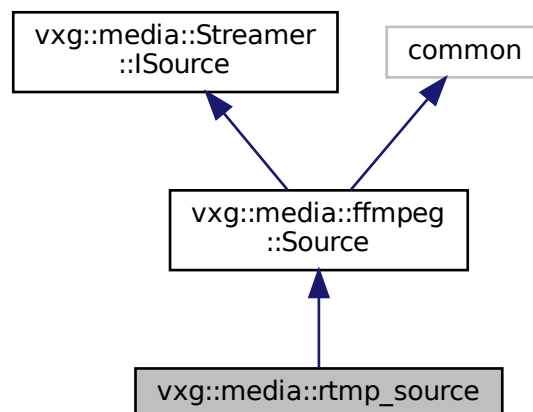 vxg::media::Streamer
::ISource
common
vxg::media::ffmpeg
::Source
vxg::media::rtmp_source